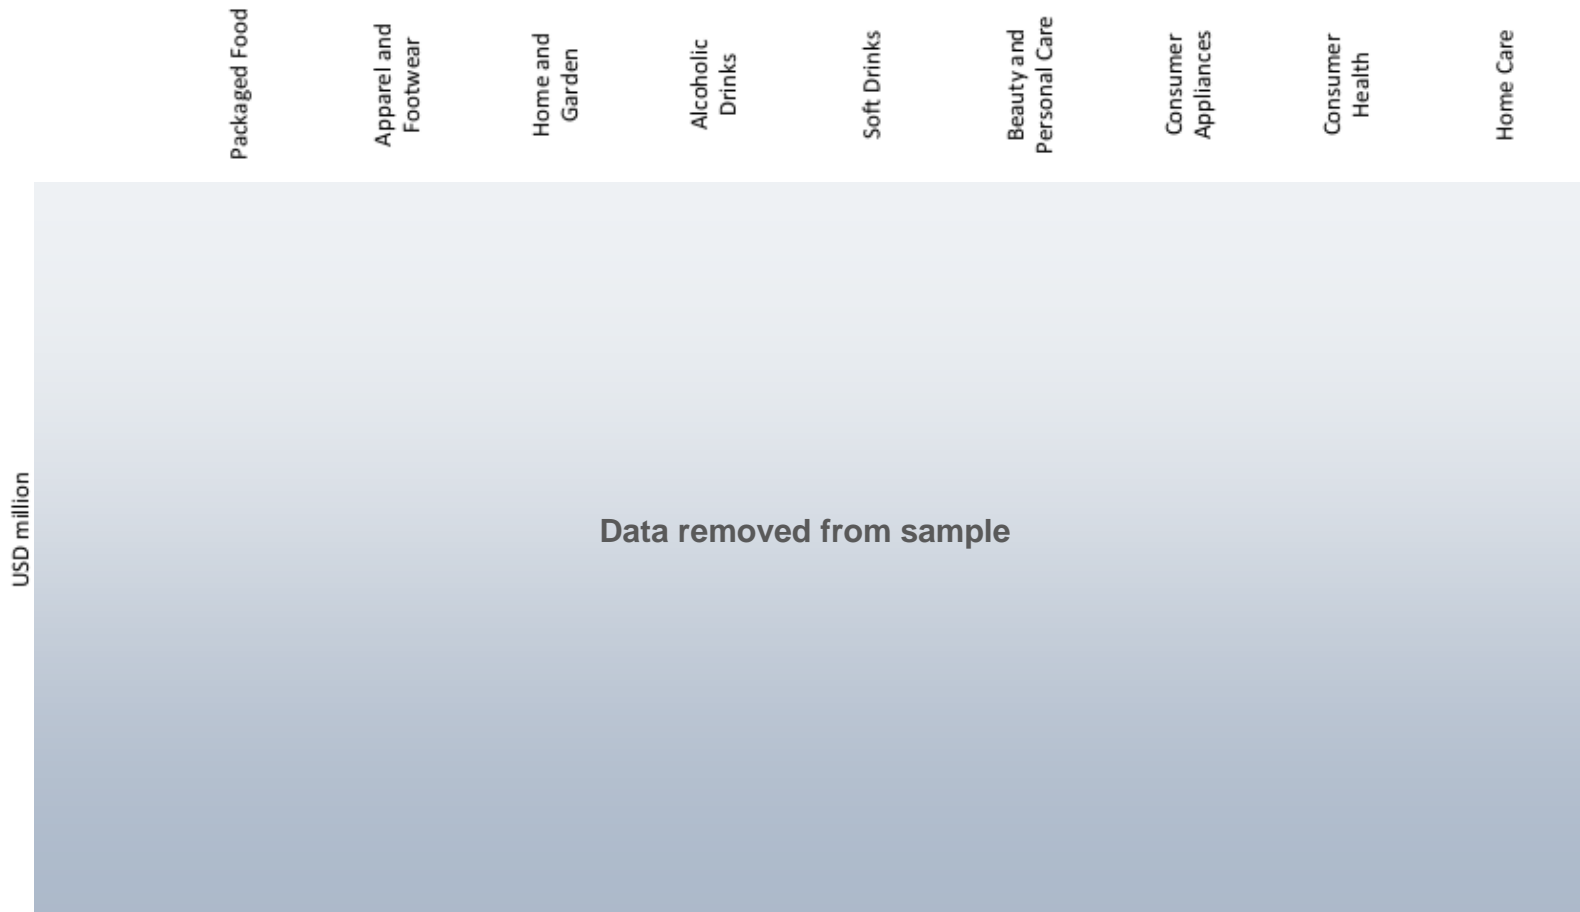 Packaged Food
Apparel and
Footwear
Home and
Garden
Alcoholic
Drinks
Soft Drinks
Beauty and
Personal Care
Consumer
Appliances
Consumer
Health
Home Care
USD million
Data removed from sample